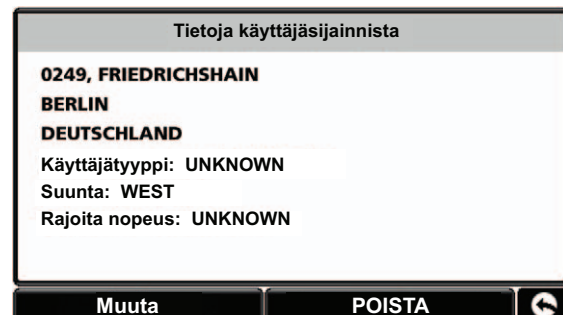 Tietoja käyttäjäsijainnista
0249, FRIEDRICHSHAIN
BERLIN
DEUTSCHLAND
Käyttäjätyyppi: UNKNOWN
Suunta: WEST
Rajoita nopeus: UNKNOWN
Muuta
POISTA